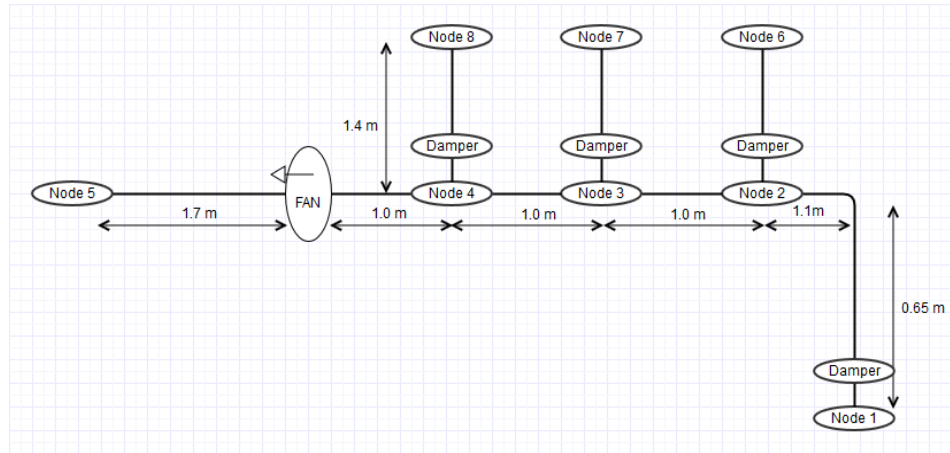 Node 8
Node 7
Node 6
1.4 m
Damper
Damper
Damper
Node 5
FAN
Node 4
Node 3
Node 2
1.7 m
1.0 m
1.0 m
1.0 m
1.1m
0.65 m
Damper
Node 1